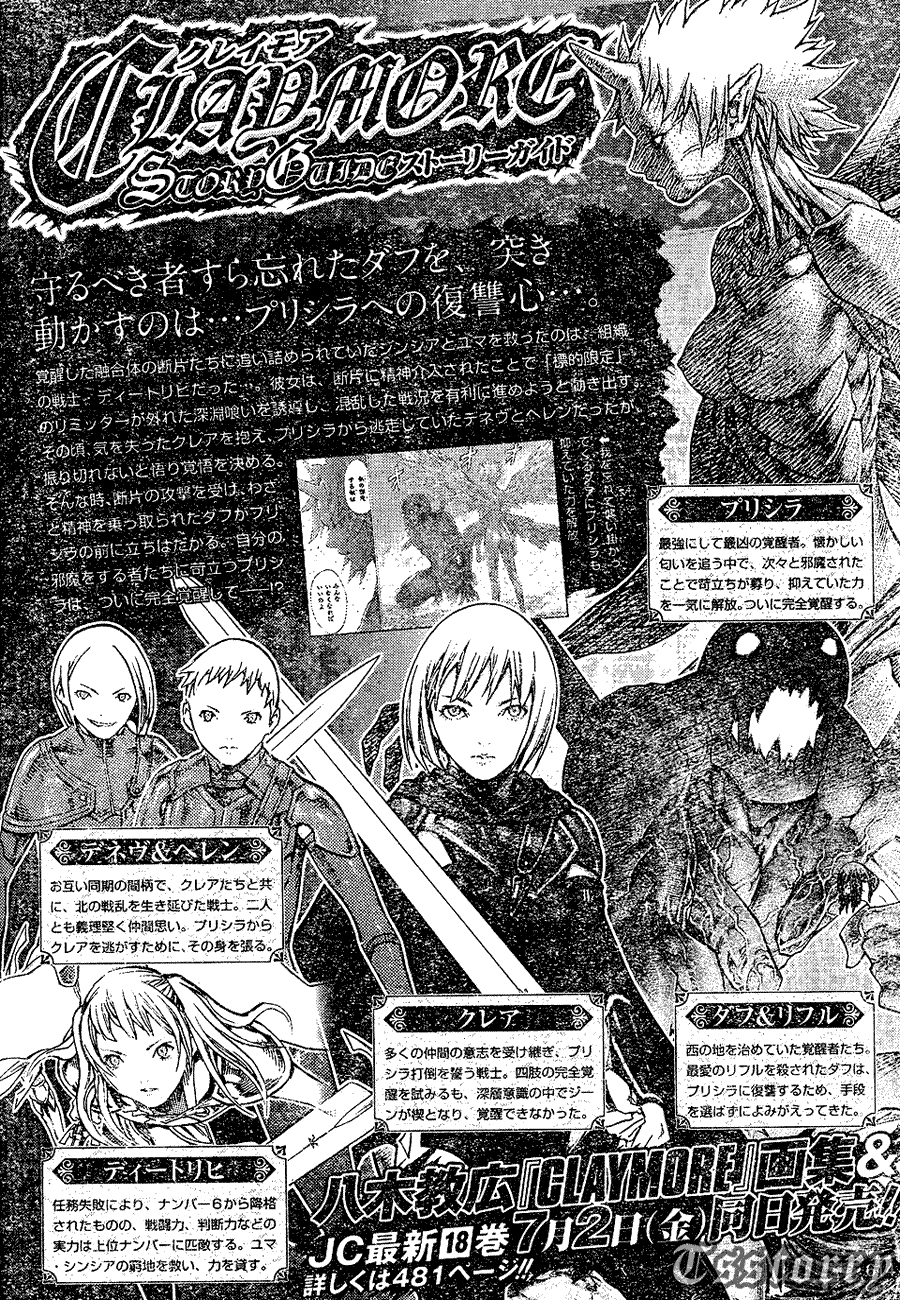 クレイモア
CLAYMORE
STORY GUIDE ストーリーガイド
守るべき者すら忘れたダフを、突き
動かすのは…プリシラへの復讐心…。
覚醒した融合体の断片たちに追い詰められていたシンシアとユマを救ったのは、組織
の戦士・ディートリヒだった…。彼女は、断片に精神介入されたことで「標的限定」
のリミッターが外れた深淵喰いを誘導し、混乱した戦況を有利に進めようと動き出す。
その頃、気を失ったクレアを抱え、プリシラから逃走していたデネヴとヘレンだったが、
振り切れないと悟り覚悟を決める。
そんな時、断片の攻撃を受け、わざ
と精神を乗っ取られたダフがプリ
シラの前に立ちはだかる。自分の
邪魔をする者たちに苛立つプリシ
ラは、ついに完全覚醒して――!?
みんな
いなくなれば
いいのよ
プリシラ
最強にして最凶の覚醒者。懐かしい
匂いを追う中で、次々と邪魔された
ことで苛立ちが募り、抑えていた力
を一気に解放。ついに完全覚醒する。
デネヴ&ヘレン
お互い同期の間柄で、クレアたちと共
に、北の戦乱を生き延びた戦士。二人
とも義理堅く仲間思い。プリシラから
クレアを逃がすために、その身を張る。
クレア
多くの仲間の意志を受け継ぎ、プリ
シラ打倒を誓う戦士。四肢の完全覚
醒を試みるも、深層意識の中でジー
ンが楔となり、覚醒できなかった。
ダフ&リフル
西の地を治めていた覚醒者たち。
最愛のリフルを殺されたダフは、
プリシラに復讐するため、手段
を選ばずによみがえってきた。
ディートリヒ
任務失敗により、ナンバー6から降格
されたものの、戦闘力、判断力などの
実力は上位ナンバーに匹敵する。ユマ
・シンシアの窮地を救い、力を貸す。
八木教広『CLAYMORE』画集&
JC最新18巻 7月2日(金)同日発売!!
詳しくは481ページ!!
Tsstorry